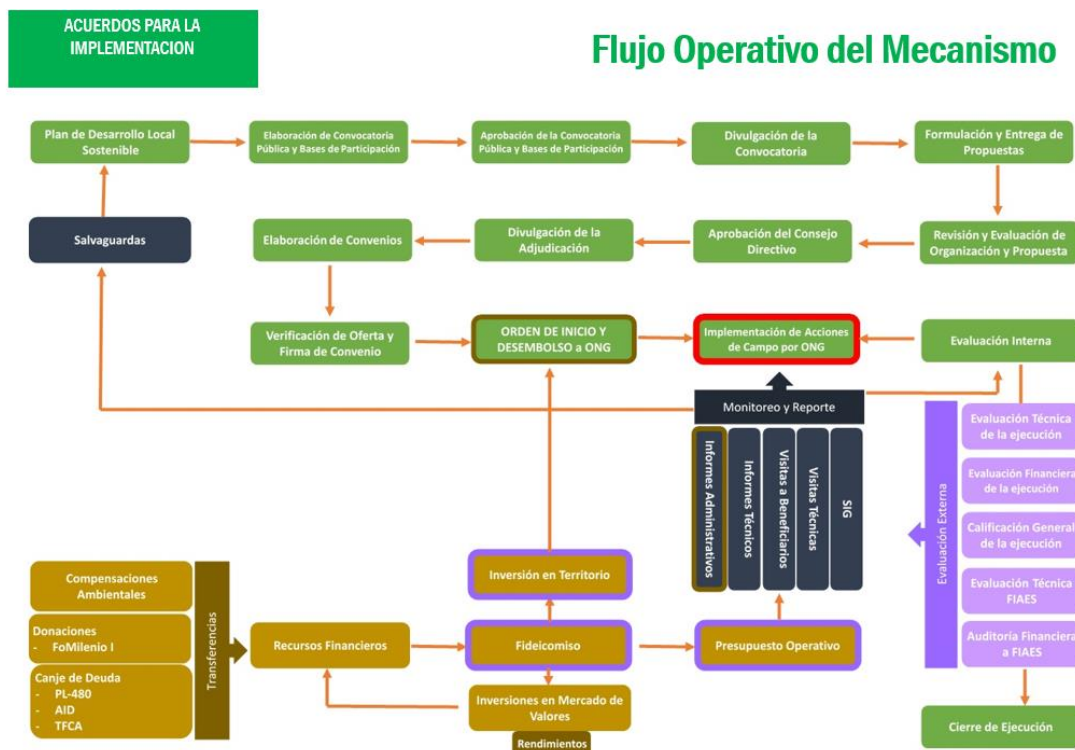 ACUERDOS PARA LA
IMPLEMENTACION
Flujo Operativo del Mecanismo
Plan de Desarrollo Local
Sostenible
Elaboración de Convocatoria
Pública y Bases de Participación
Aprobación de la Convocatoria
Pública y Bases de Participación
Divulgación de la
Convocatoria
Formulación y Entrega de
Propuestas
Salvaguardas
Elaboración de Convenios
Divulgación de la
Adjudicación
Aprobación del Consejo
Directivo
Revisión y Evaluación de
Organización y Propuesta
Verificación de Oferta y
Firma de Convenio
ORDEN DE INICIO Y
DESEMBOLSO a ONG
Implementación de Acciones
de Campo por ONG
Evaluación Interna
Monitoreo y Reporte
Informes Administrativos
Informes Técnicos
Visitas a Beneficiarios
Visitas Técnicas
SIG
Evaluación Externa
Evaluación Técnica
de la ejecución
Evaluación Financiera
de la ejecución
Calificación General
de la ejecución
Evaluación Técnica
FIAES
Auditoría Financiera
a FIAES
Cierre de Ejecución
Compensaciones
Ambientales
Donaciones
- FoMilenio I
Canje de Deuda
- PL-480
- AID
- TFCA
Transferencias
Recursos Financieros
Inversión en Territorio
Fideicomiso
Presupuesto Operativo
Inversiones en Mercado de
Valores
Rendimientos